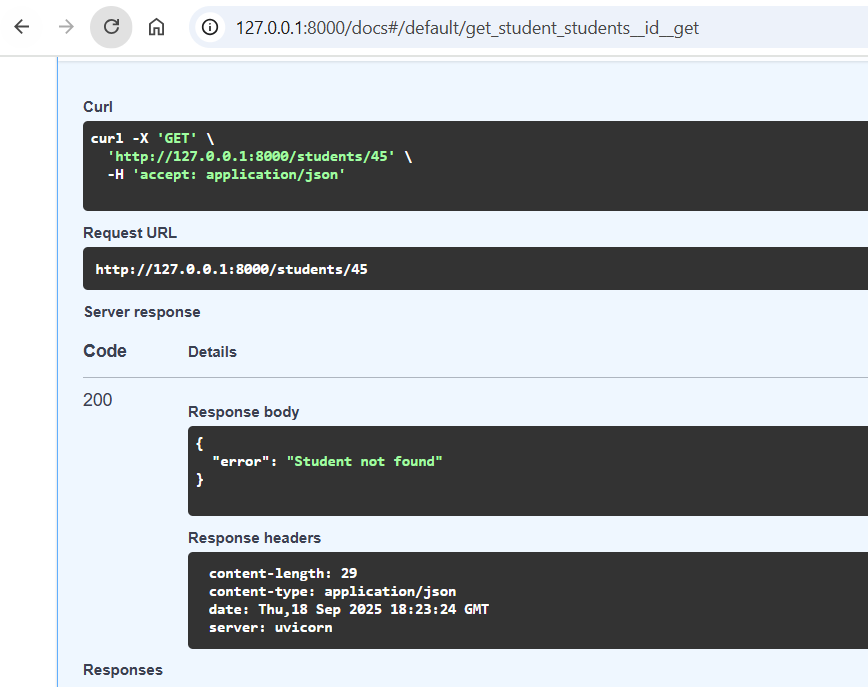 127.0.0.1:8000/docs#/default/get_student_students__id__get
Curl
curl -X 'GET' \
'http://127.0.0.1:8000/students/45' \
-H 'accept: application/json'
Request URL
http://127.0.0.1:8000/students/45
Server response
Code Details
200
Response body
{
"error": "Student not found"
}
Response headers
content-length: 29
content-type: application/json
date: Thu,18 Sep 2025 18:23:24 GMT
server: uvicorn
Responses